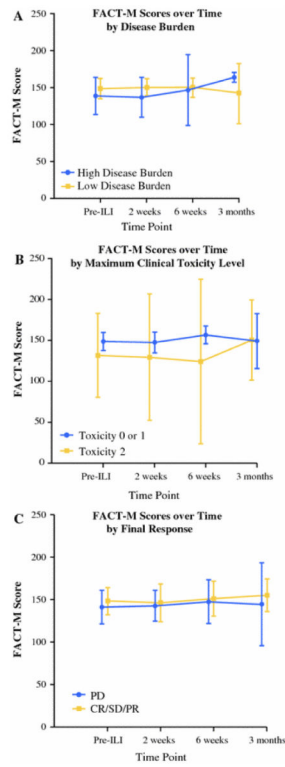 A
FACT-M Scores over Time
by Disease Burden
FACT-M Score
250
200
150
100
50
0
High Disease Burden
Low Disease Burden
Pre-ILI 2 weeks 6 weeks 3 months
Time Point
B
FACT-M Scores over Time
by Maximum Clinical Toxicity Level
FACT-M Score
250
200
150
100
50
0
Toxicity 0 or 1
Toxicity 2
Pre-ILI 2 weeks 6 weeks 3 months
Time Point
C
FACT-M Scores over Time
by Final Response
FACT-M Score
250
200
150
100
50
0
PD
CR/SD/PR
Pre-ILI 2 weeks 6 weeks 3 months
Time Point